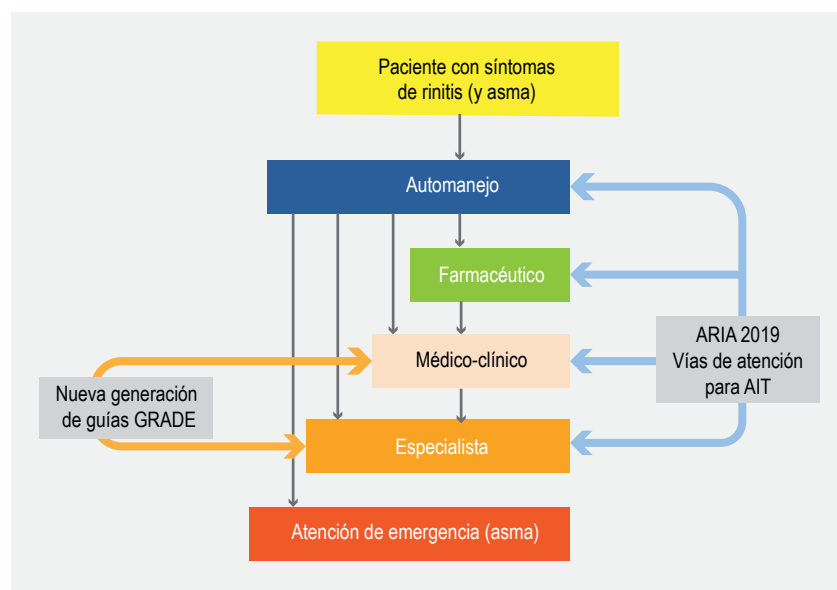 Paciente con síntomas
de rinitis (y asma)
Automanejo
Farmacéutico
Médico-clínico
Especialista
Atención de emergencia (asma)
Nueva generación
de guías GRADE
ARIA 2019
Vías de atención
para AIT